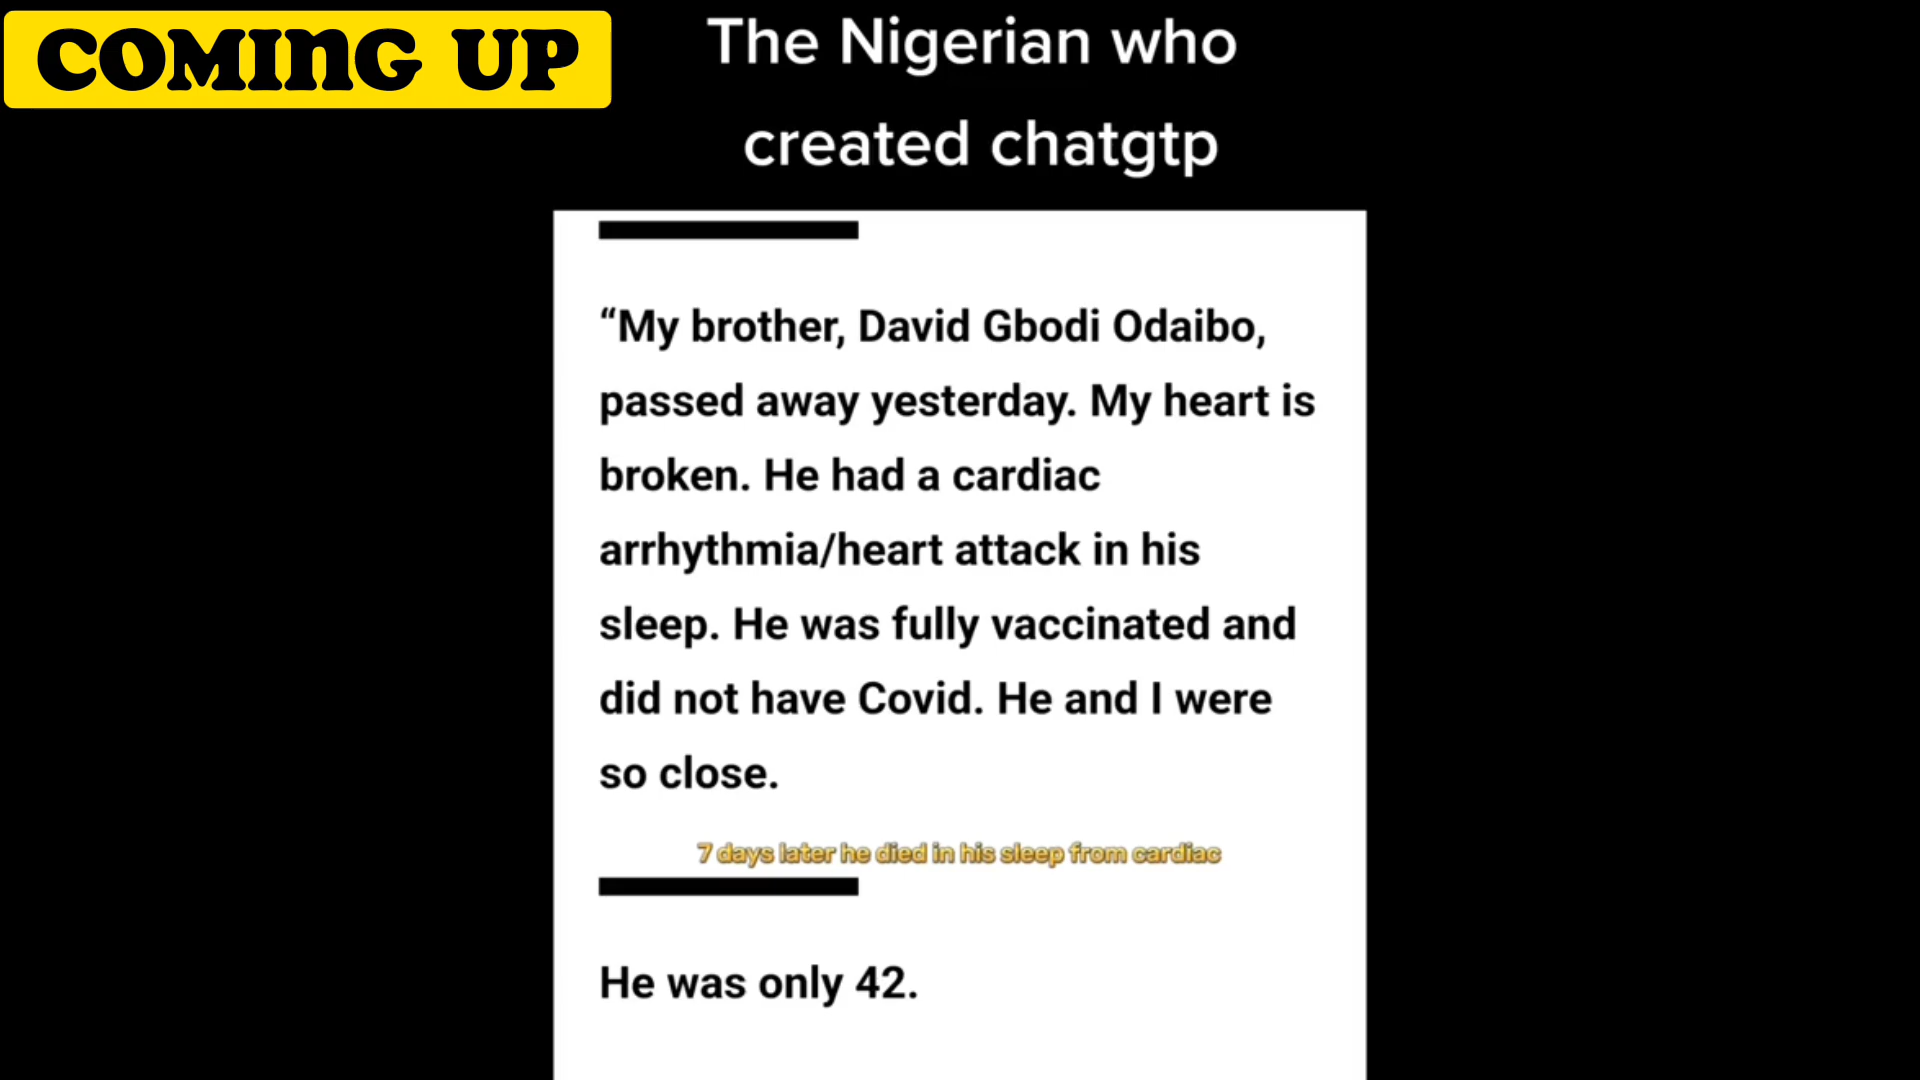 COMING UP
The Nigerian who
created chatgtp
“My brother, David Gbodi Odaibo,
passed away yesterday. My heart is
broken. He had a cardiac
arrhythmia/heart attack in his
sleep. He was fully vaccinated and
did not have Covid. He and I were
so close.
7 days later he died in his sleep from cardiac
He was only 42.